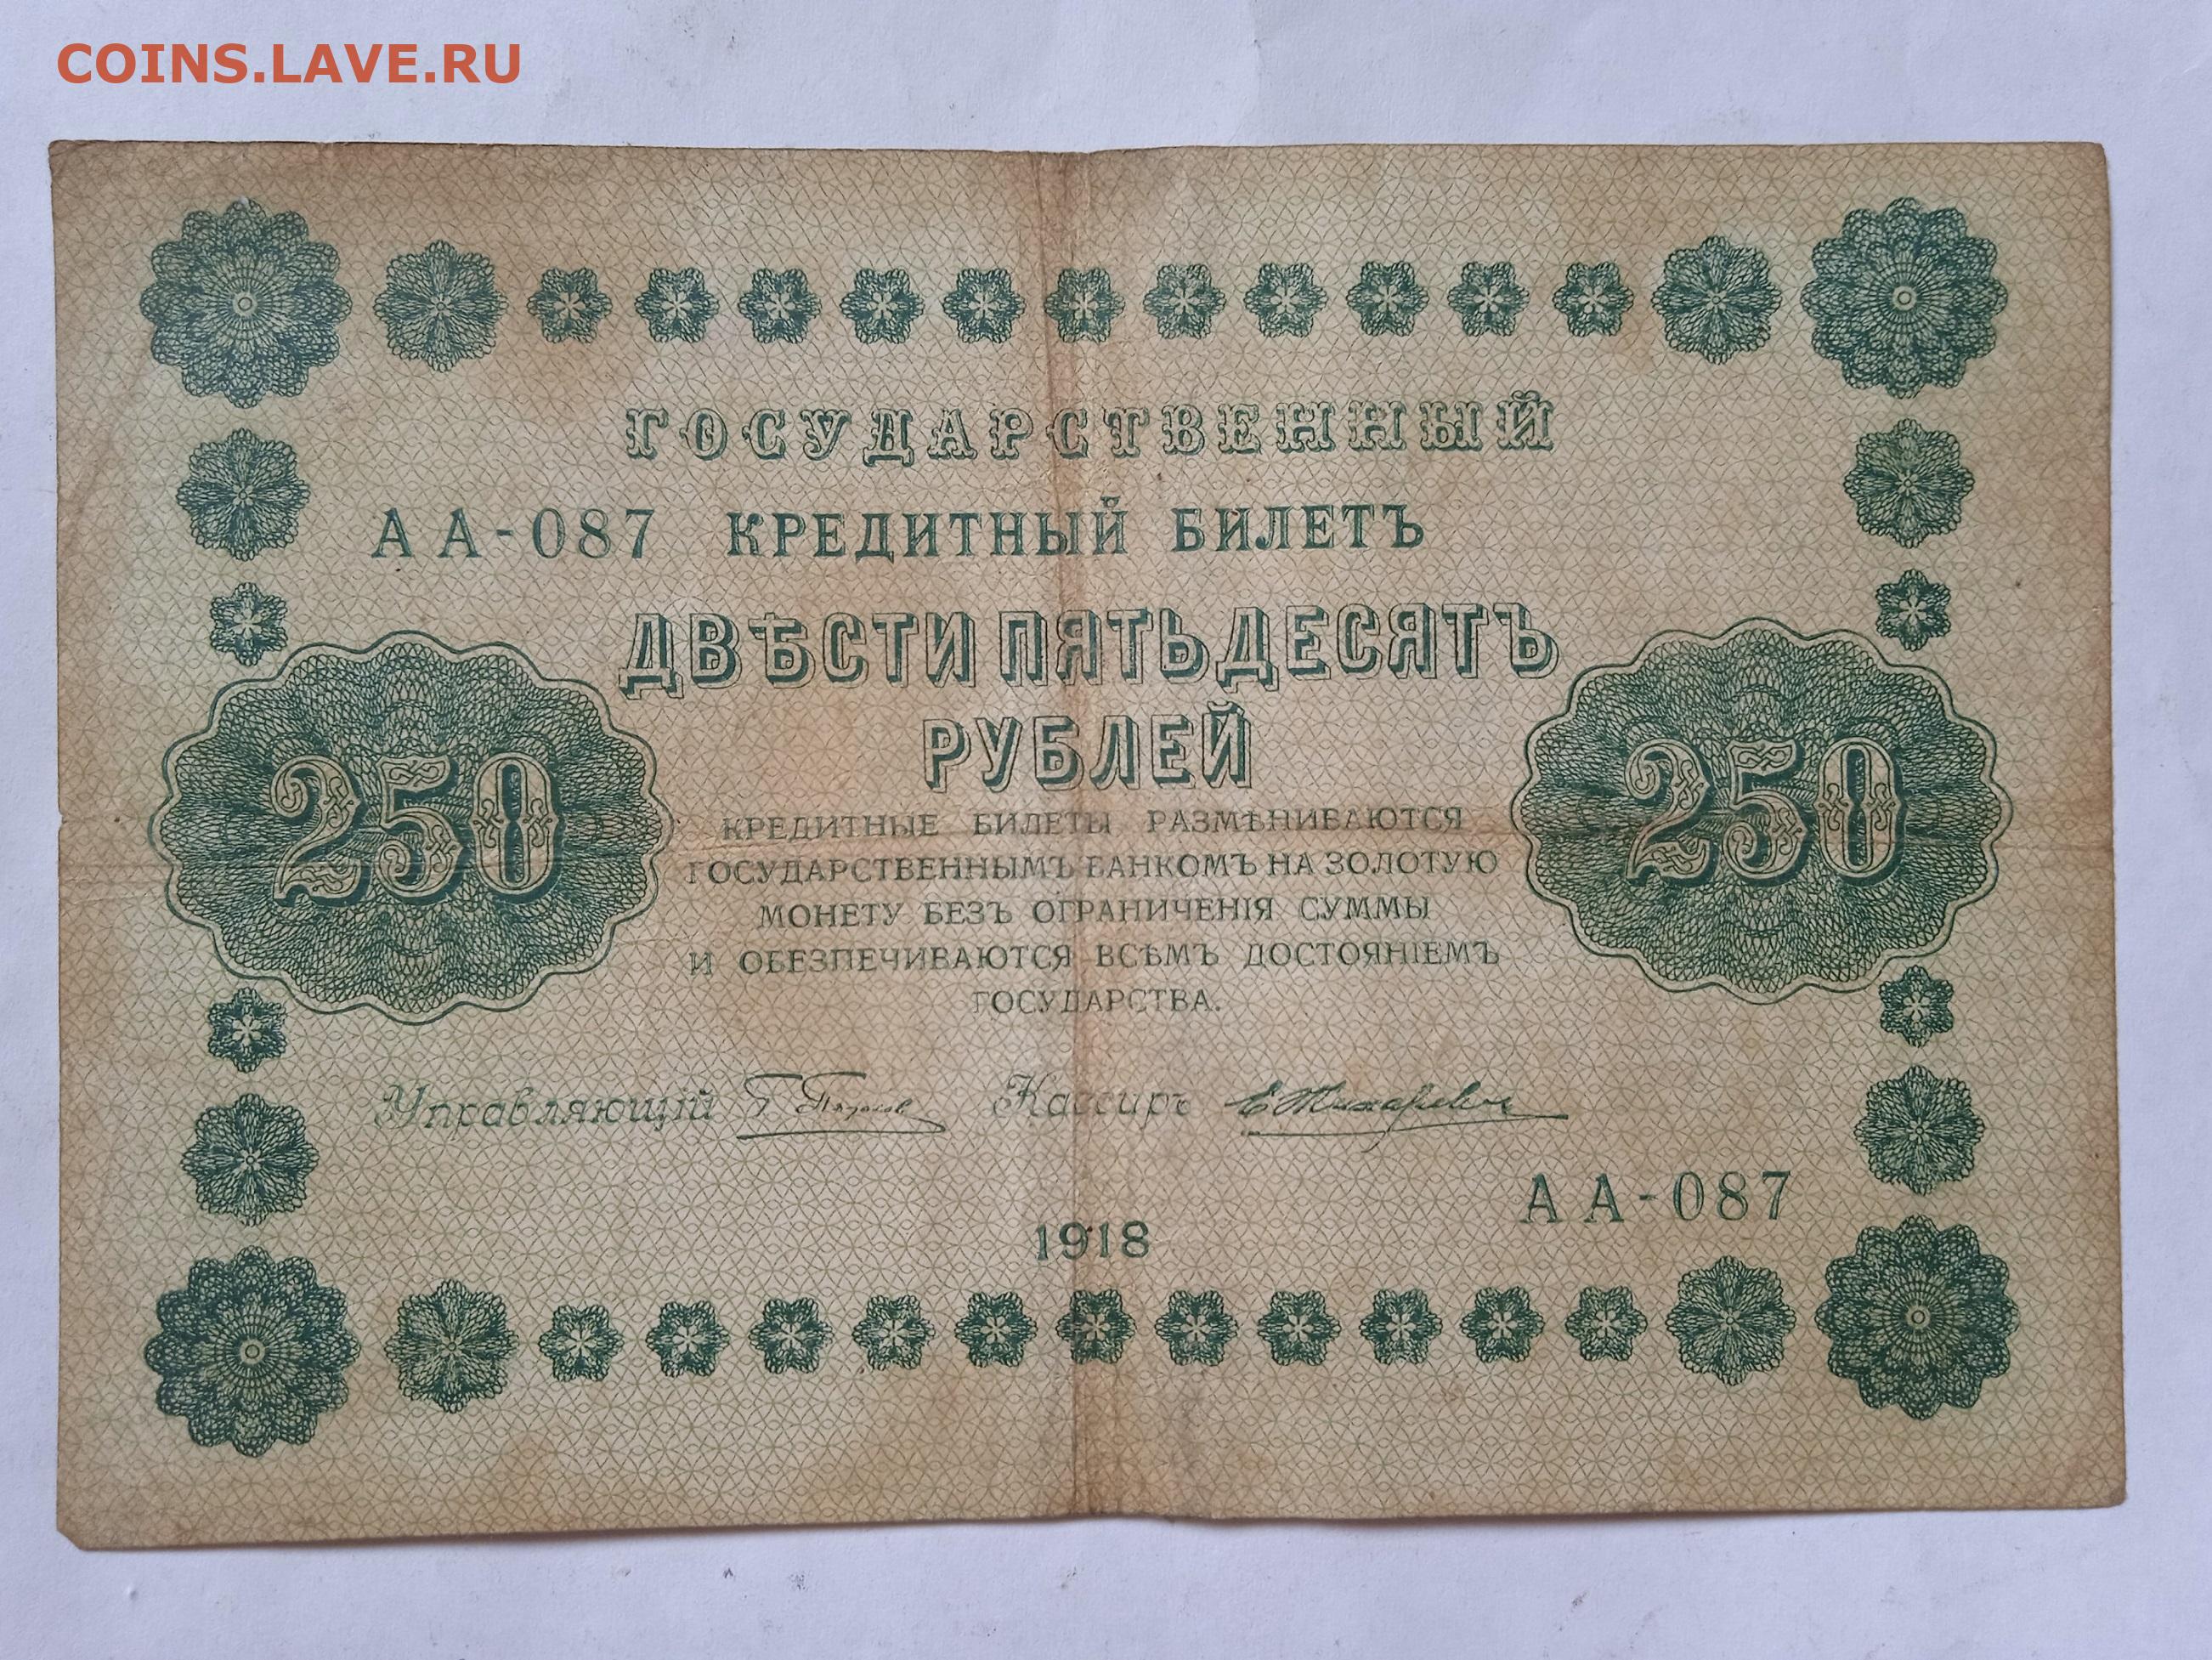 COINS.LAVE.RU
ГОСУДАРСТВЕННЫЙ
АА-087 КРЕДИТНЫЙ БИЛЕТЪ
ДВѢСТИ ПЯТЬДЕСЯТЪ
РУБЛЕЙ
250 250
КРЕДИТНЫЕ БИЛЕТЫ РАЗМѢНИВАЮТСЯ
ГОСУДАРСТВЕННЫМЪ БАНКОМЪ НА ЗОЛОТУЮ
МОНЕТУ БЕЗЪ ОГРАНИЧЕНІЯ СУММЫ
И ОБЕЗПЕЧИВАЮТСЯ ВСѢМЪ ДОСТОЯНІЕМЪ
ГОСУДАРСТВА.
Управляющій Г. Пятаков Кассиръ
АА-087
1918